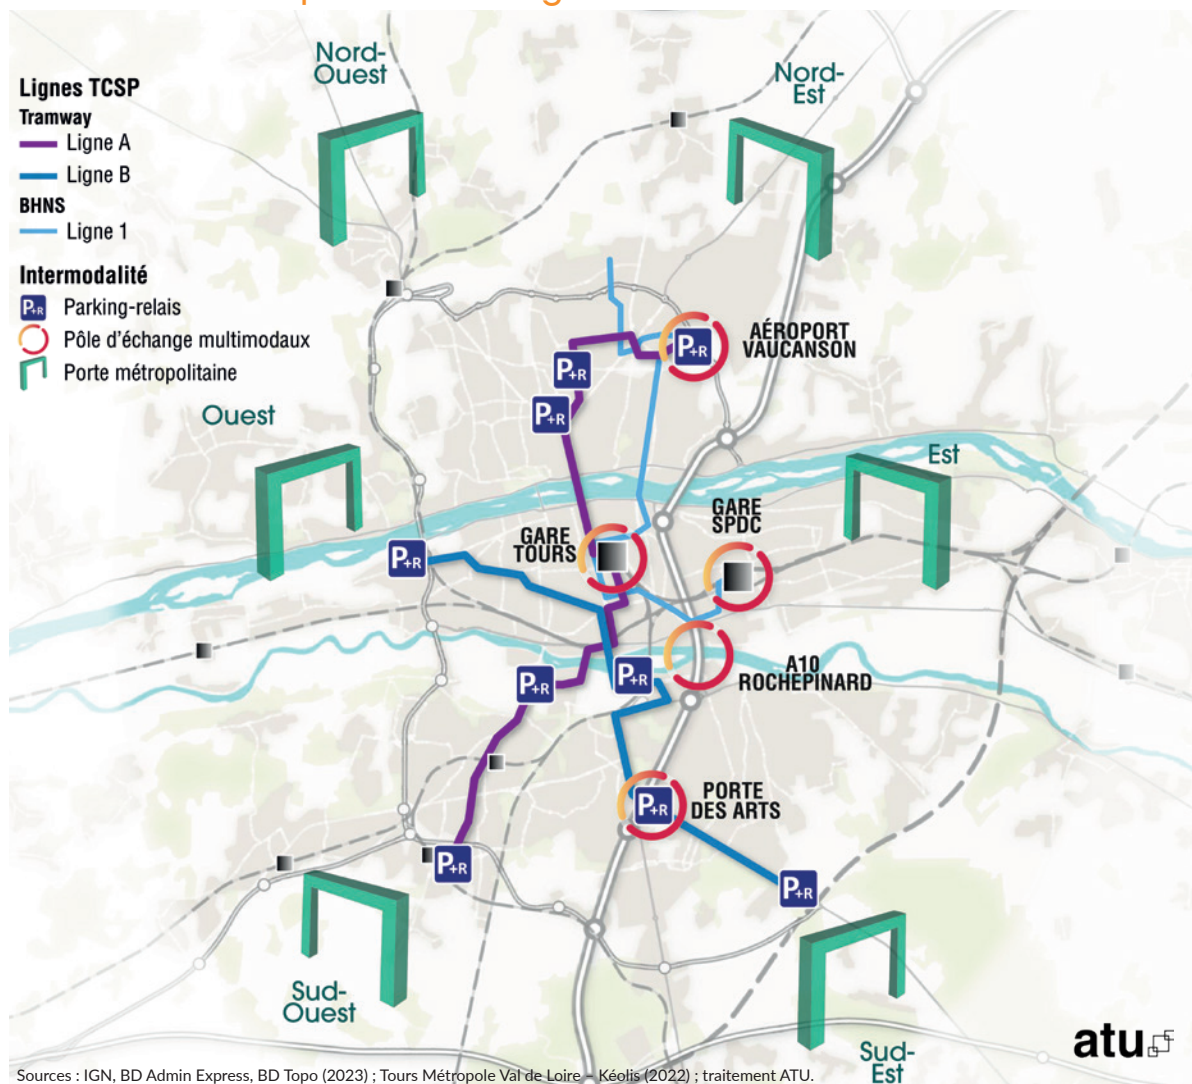 Nord-
Ouest
Nord-
Est
Lignes TCSP
Tramway
Ligne A
Ligne B
BHNS
Ligne 1
Intermodalité
P+R Parking-relais
Pôle d'échange multimodaux
Porte métropolitaine
AÉROPORT
VAUCANSON
P+R
P+R
P+R
Ouest
Est
GARE
SPDC
GARE
TOURS
P+R
A10
ROCHEPINARD
P+R
P+R
PORTE
DES ARTS
P+R
P+R
P+R
Sud-
Ouest
Sud-
Est
atu
Sources : IGN, BD Admin Express, BD Topo (2023) ; Tours Métropole Val de Loire - Kéolis (2022) ; traitement ATU.